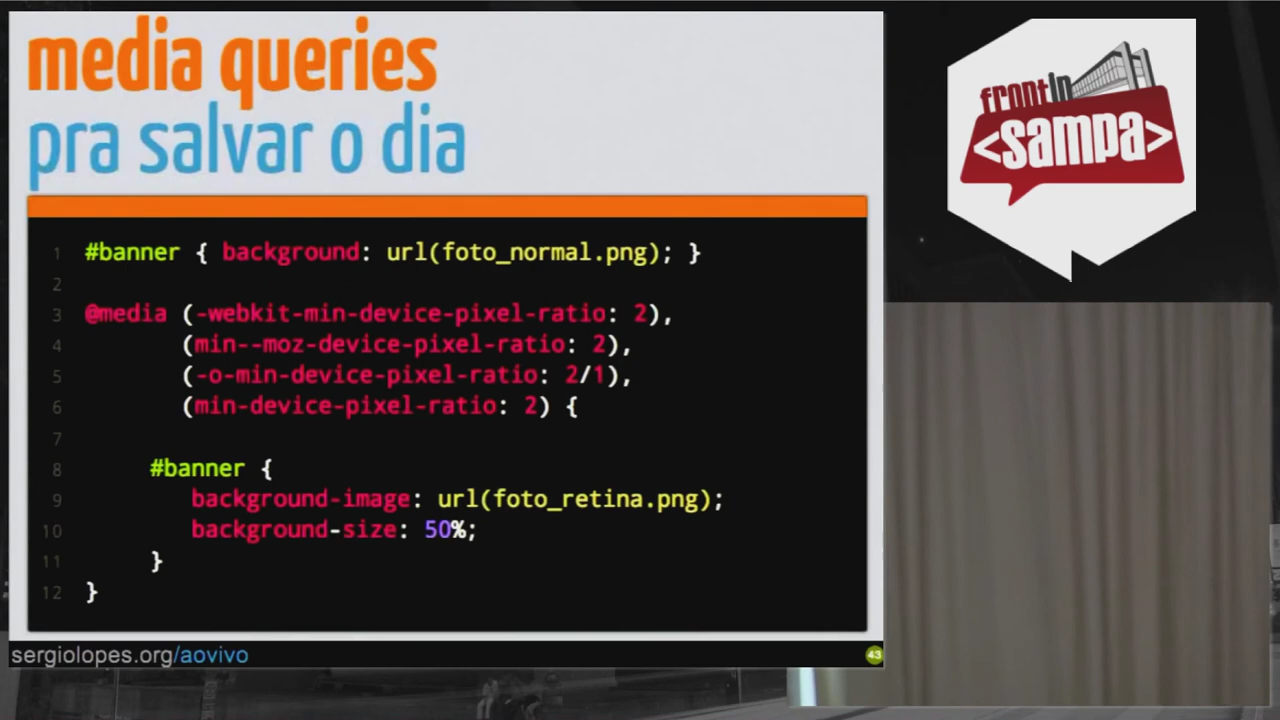 media queries
pra salvar o dia
1 #banner { background: url(foto_normal.png); }
2
3 @media (-webkit-min-device-pixel-ratio: 2),
4 (min--moz-device-pixel-ratio: 2),
5 (-o-min-device-pixel-ratio: 2/1),
6 (min-device-pixel-ratio: 2) {
7
8 #banner {
9 background-image: url(foto_retina.png);
10 background-size: 50%;
11 }
12 }
sergiolopes.org/aovivo
43
frontin
<sampa>